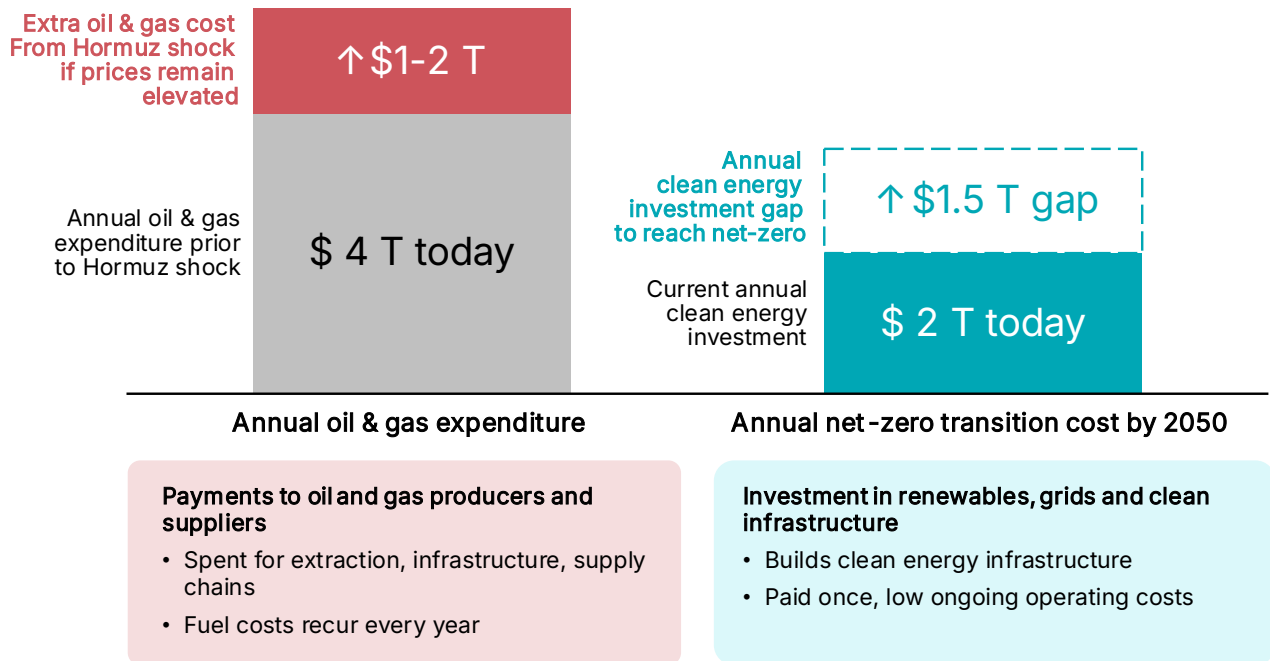 Extra oil & gas cost
From Hormuz shock
if prices remain
elevated
↑$1-2 T
Annual oil & gas
expenditure prior
to Hormuz shock
$ 4 T today
Annual
clean energy
investment gap
to reach net-zero
↑$1.5 T gap
Current annual
clean energy
investment
$ 2 T today
Annual oil & gas expenditure
Annual net-zero transition cost by 2050
Payments to oil and gas producers and
suppliers
• Spent for extraction, infrastructure, supply
chains
• Fuel costs recur every year
Investment in renewables, grids and clean
infrastructure
• Builds clean energy infrastructure
• Paid once, low ongoing operating costs